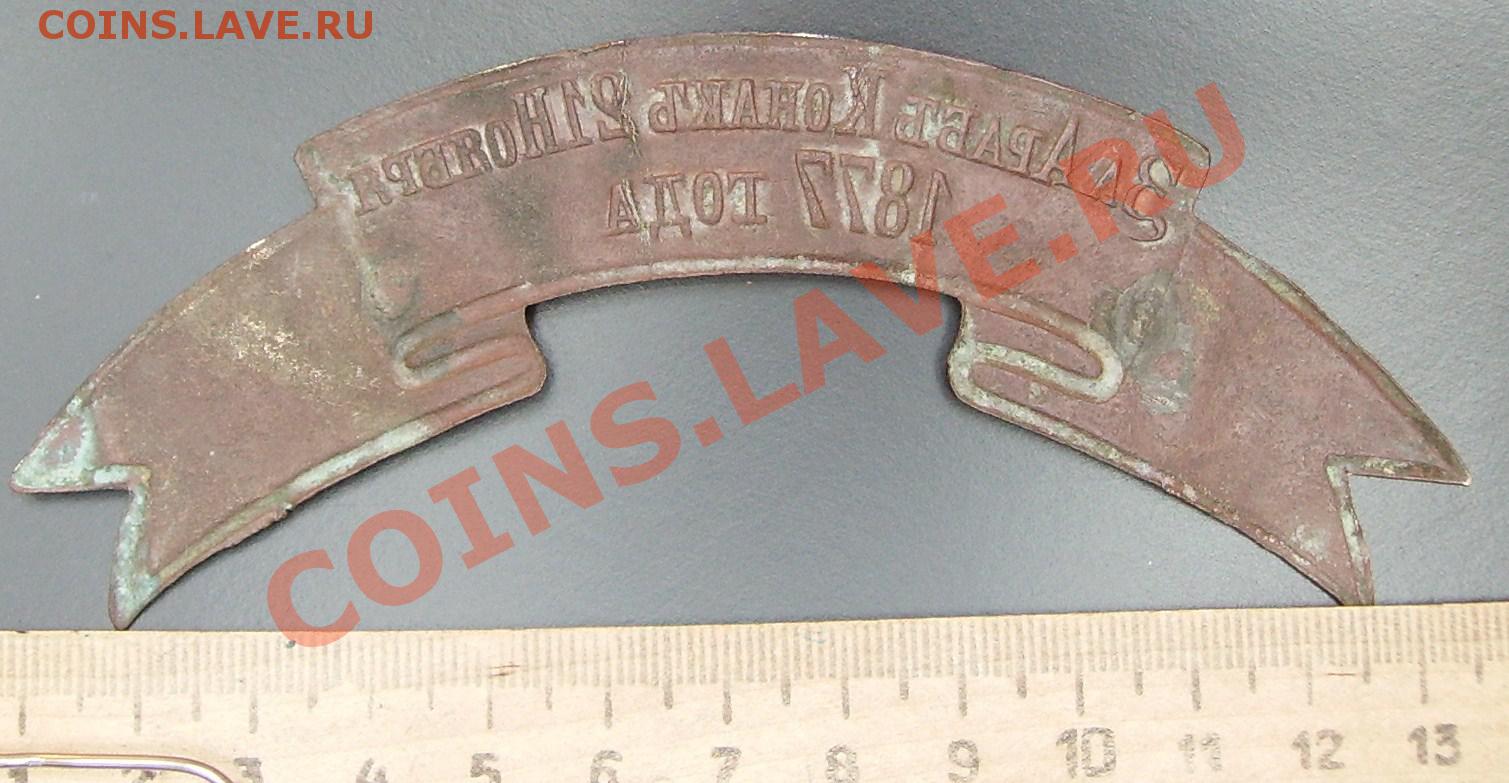 COINS.LAVE.RU
За Арабъ Конакъ 21 Ноября
1877 года
COINS.LAVE.RU
1 2 3 4 5 6 7 8 9 10 11 12 13